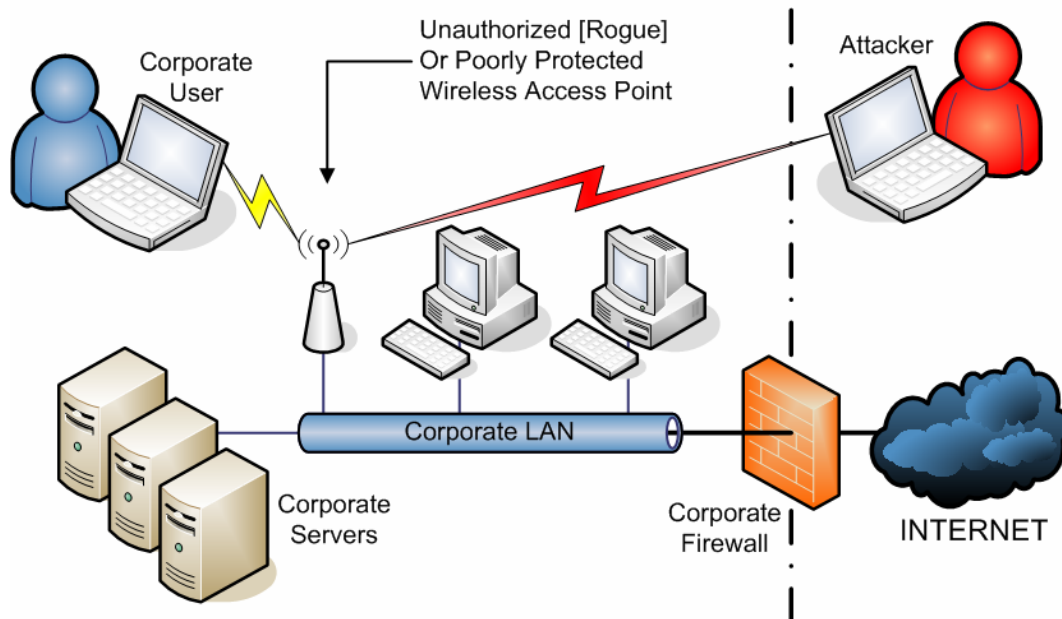 Unauthorized [Rogue]
Or Poorly Protected
Wireless Access Point
Corporate
User
Attacker
Corporate LAN
Corporate
Servers
Corporate
Firewall
INTERNET